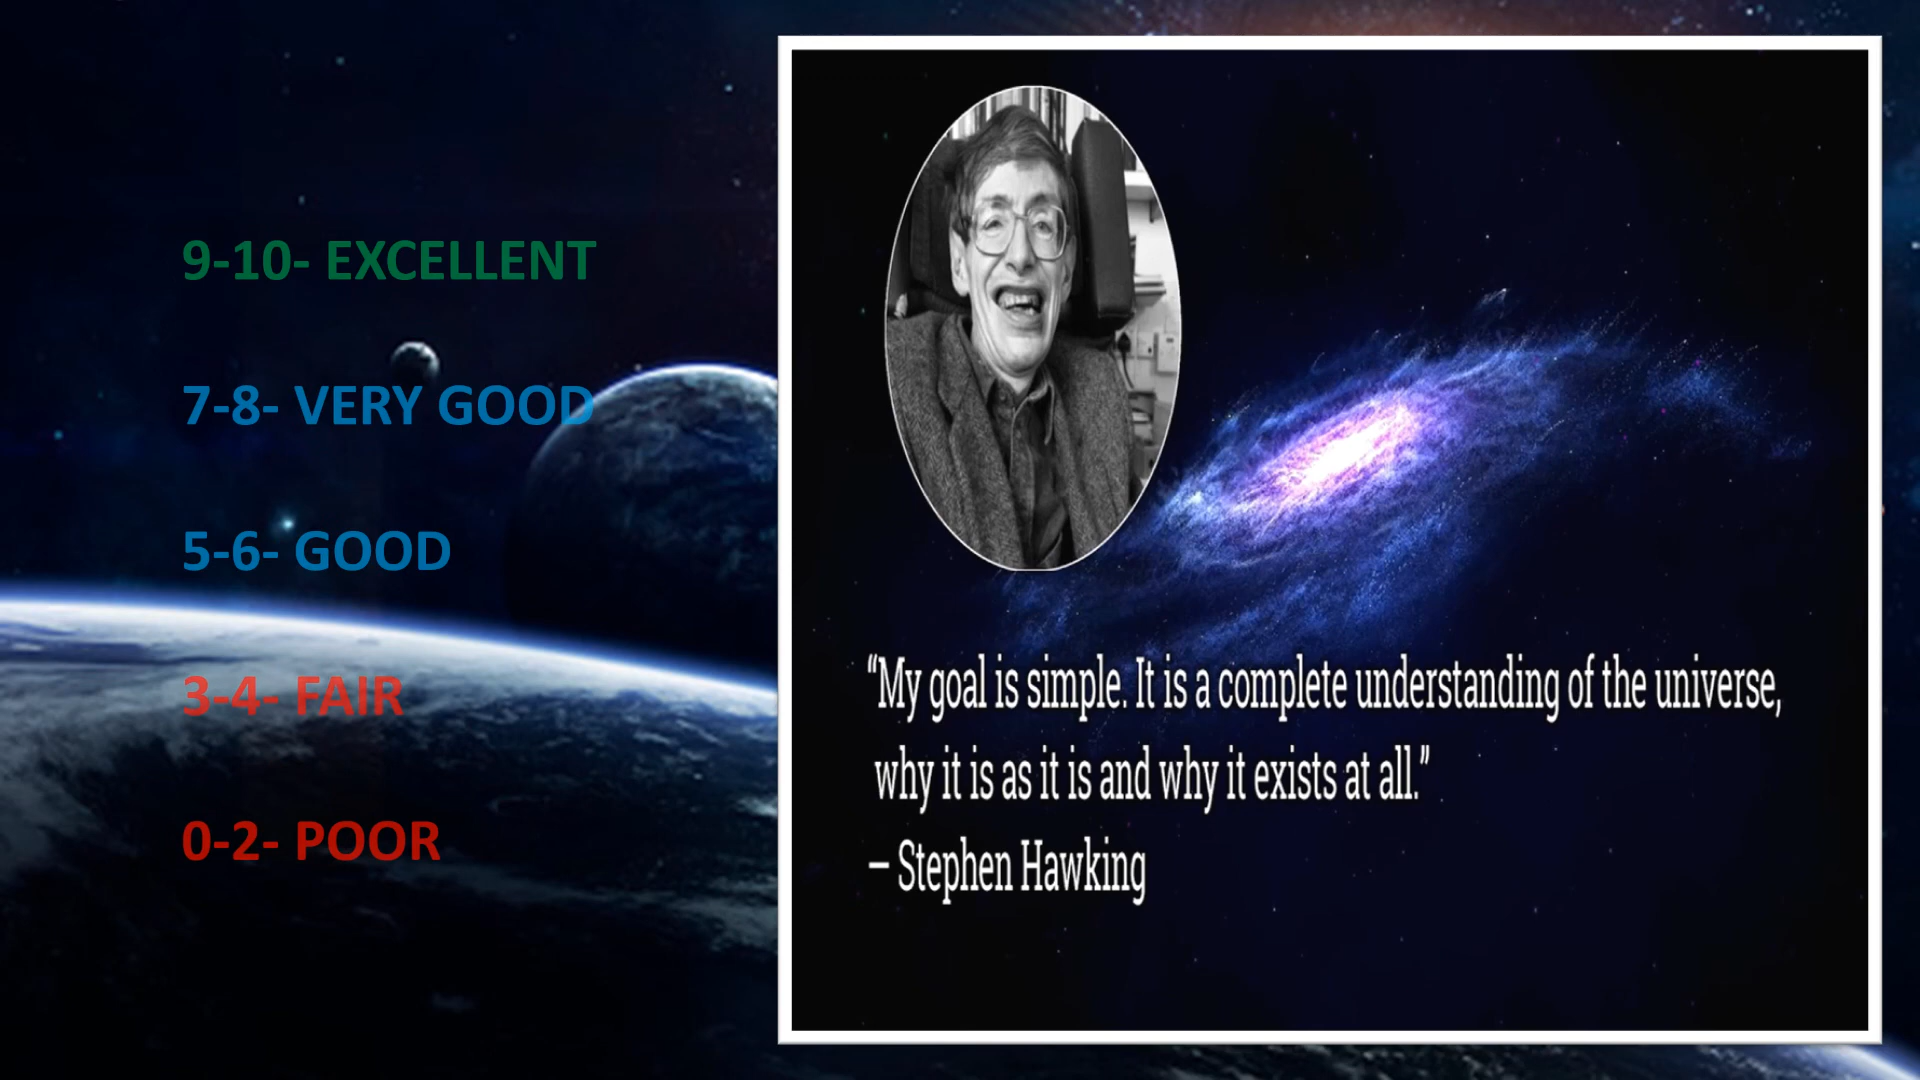 9-10- EXCELLENT
7-8- VERY GOOD
5-6- GOOD
3-4- FAIR
0-2- POOR
“My goal is simple. It is a complete understanding of the universe,
why it is as it is and why it exists at all.”
– Stephen Hawking